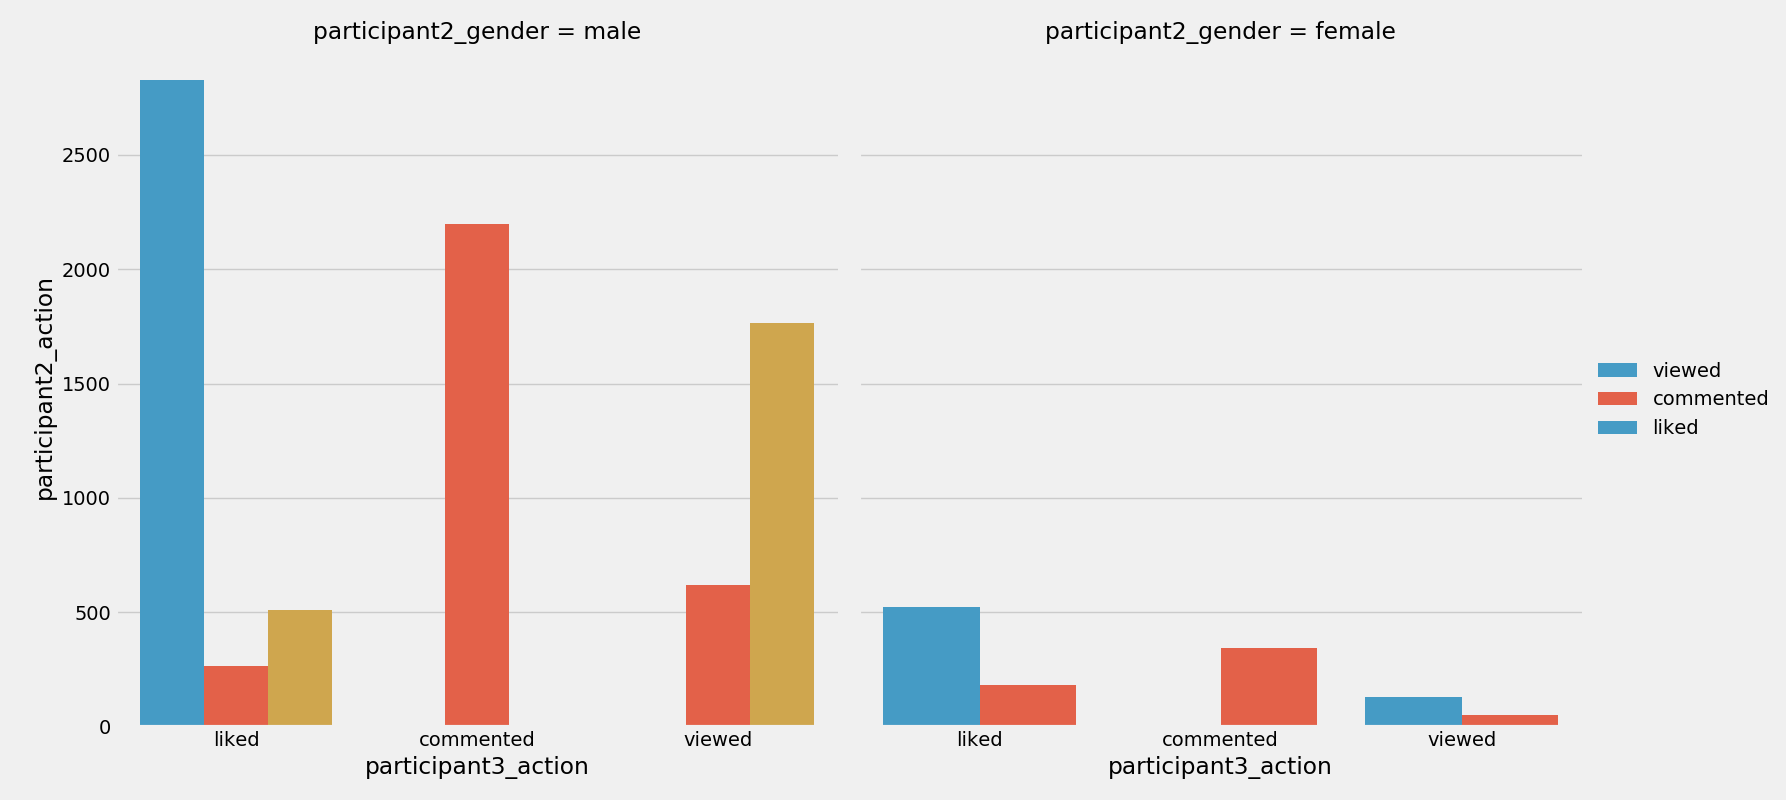 participant2_gender = male
participant2_gender = female
participant2_action
2500
2000
1500
1000
500
0
liked commented viewed
participant3_action
liked commented viewed
participant3_action
viewed
commented
liked